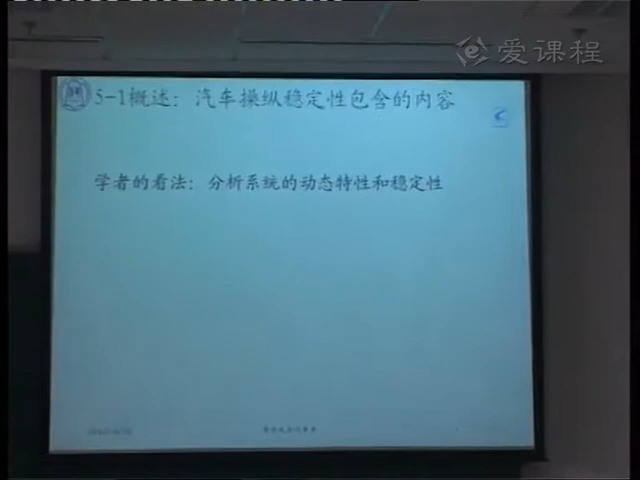 爱课程
5-1概述：汽车操纵稳定性包含的内容
学者的看法：分析系统的动态特性和稳定性